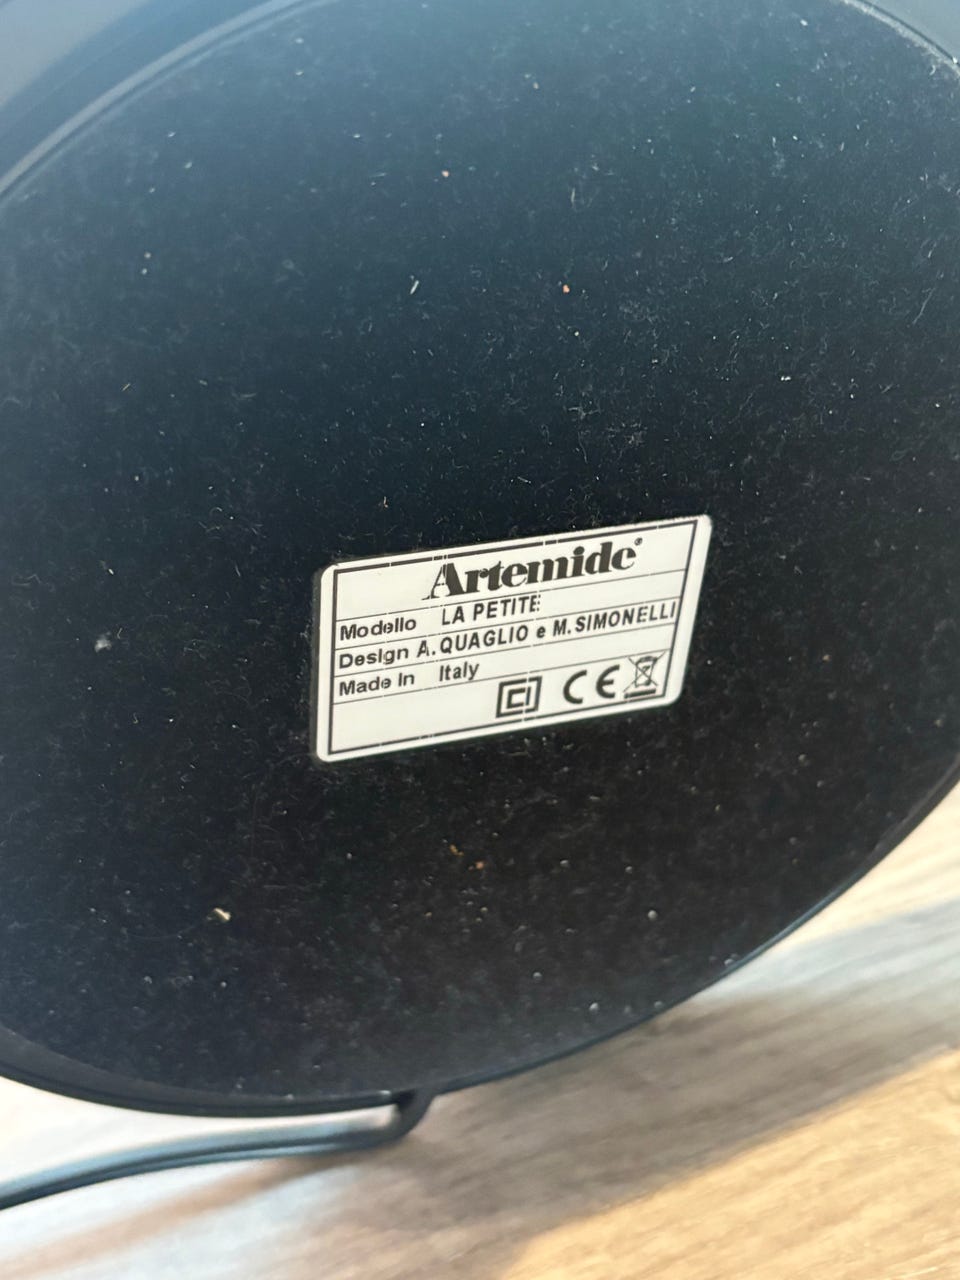 Artemide®
Modello LA PETITE
Design A. QUAGLIO e M. SIMONELLI
Made in Italy
CE